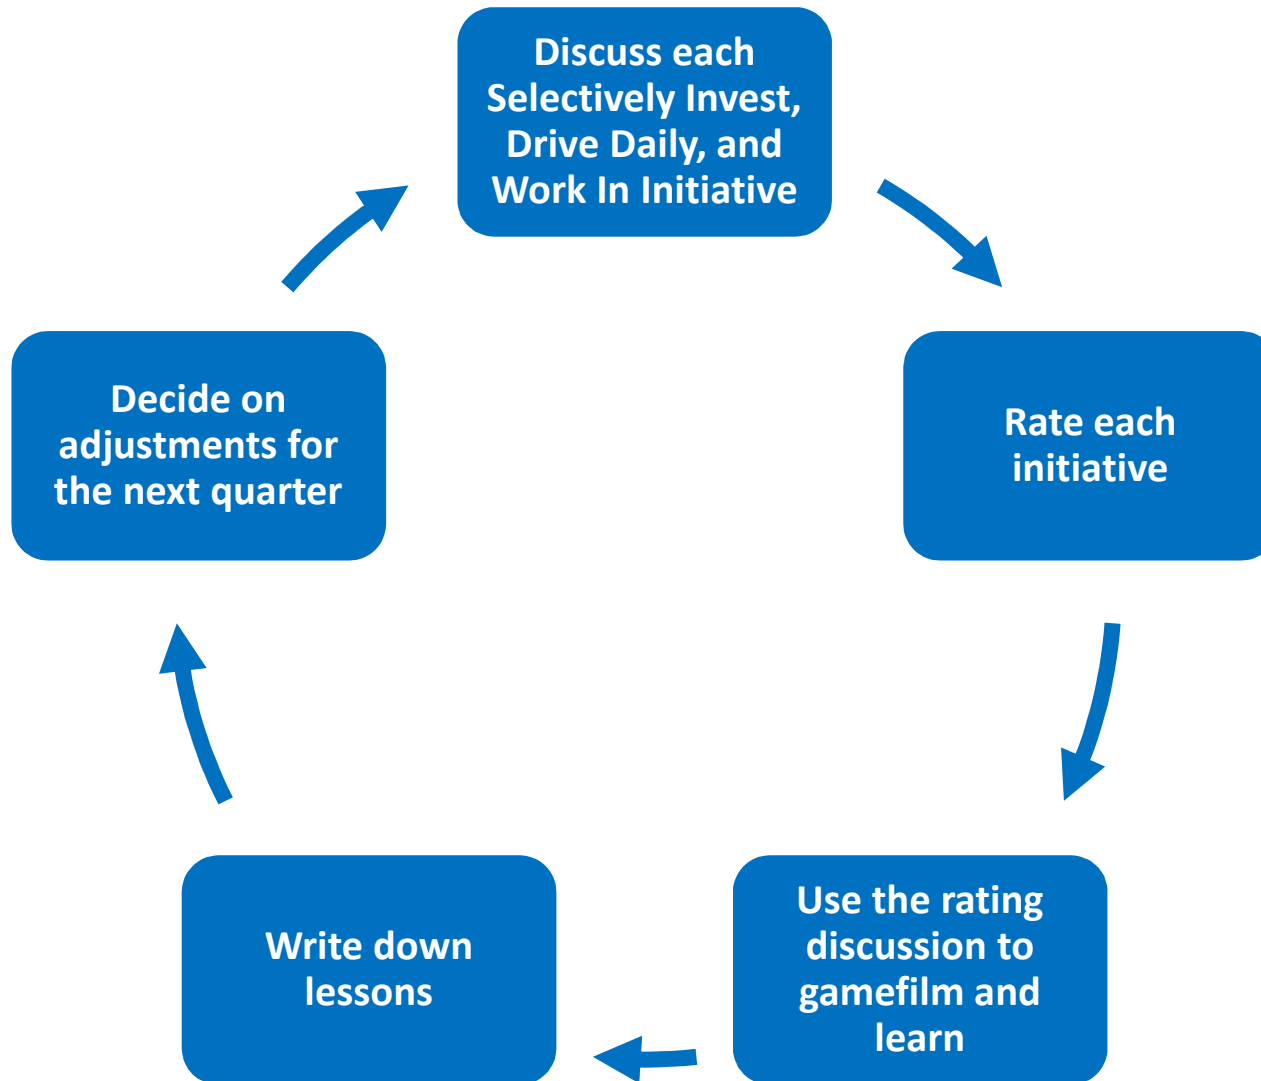 Discuss each
Selectively Invest,
Drive Daily, and
Work In Initiative
Rate each
initiative
Use the rating
discussion to
gamefilm and
learn
Write down
lessons
Decide on
adjustments for
the next quarter